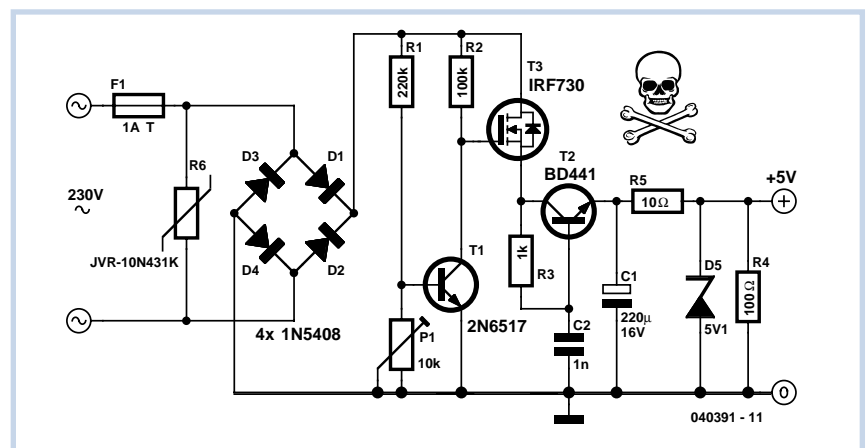 F1
1A T
230V
~
R6
JVR-10N431K
D3
D1
D4
D2
4x 1N5408
R1
220k
R2
100k
T3
IRF730
T1
2N6517
P1
10k
T2
BD441
R3
1k
C2
1n
R5
10Ω
C1
220µ
16V
D5
5V1
R4
100Ω
+5V
+
0
040391 - 11